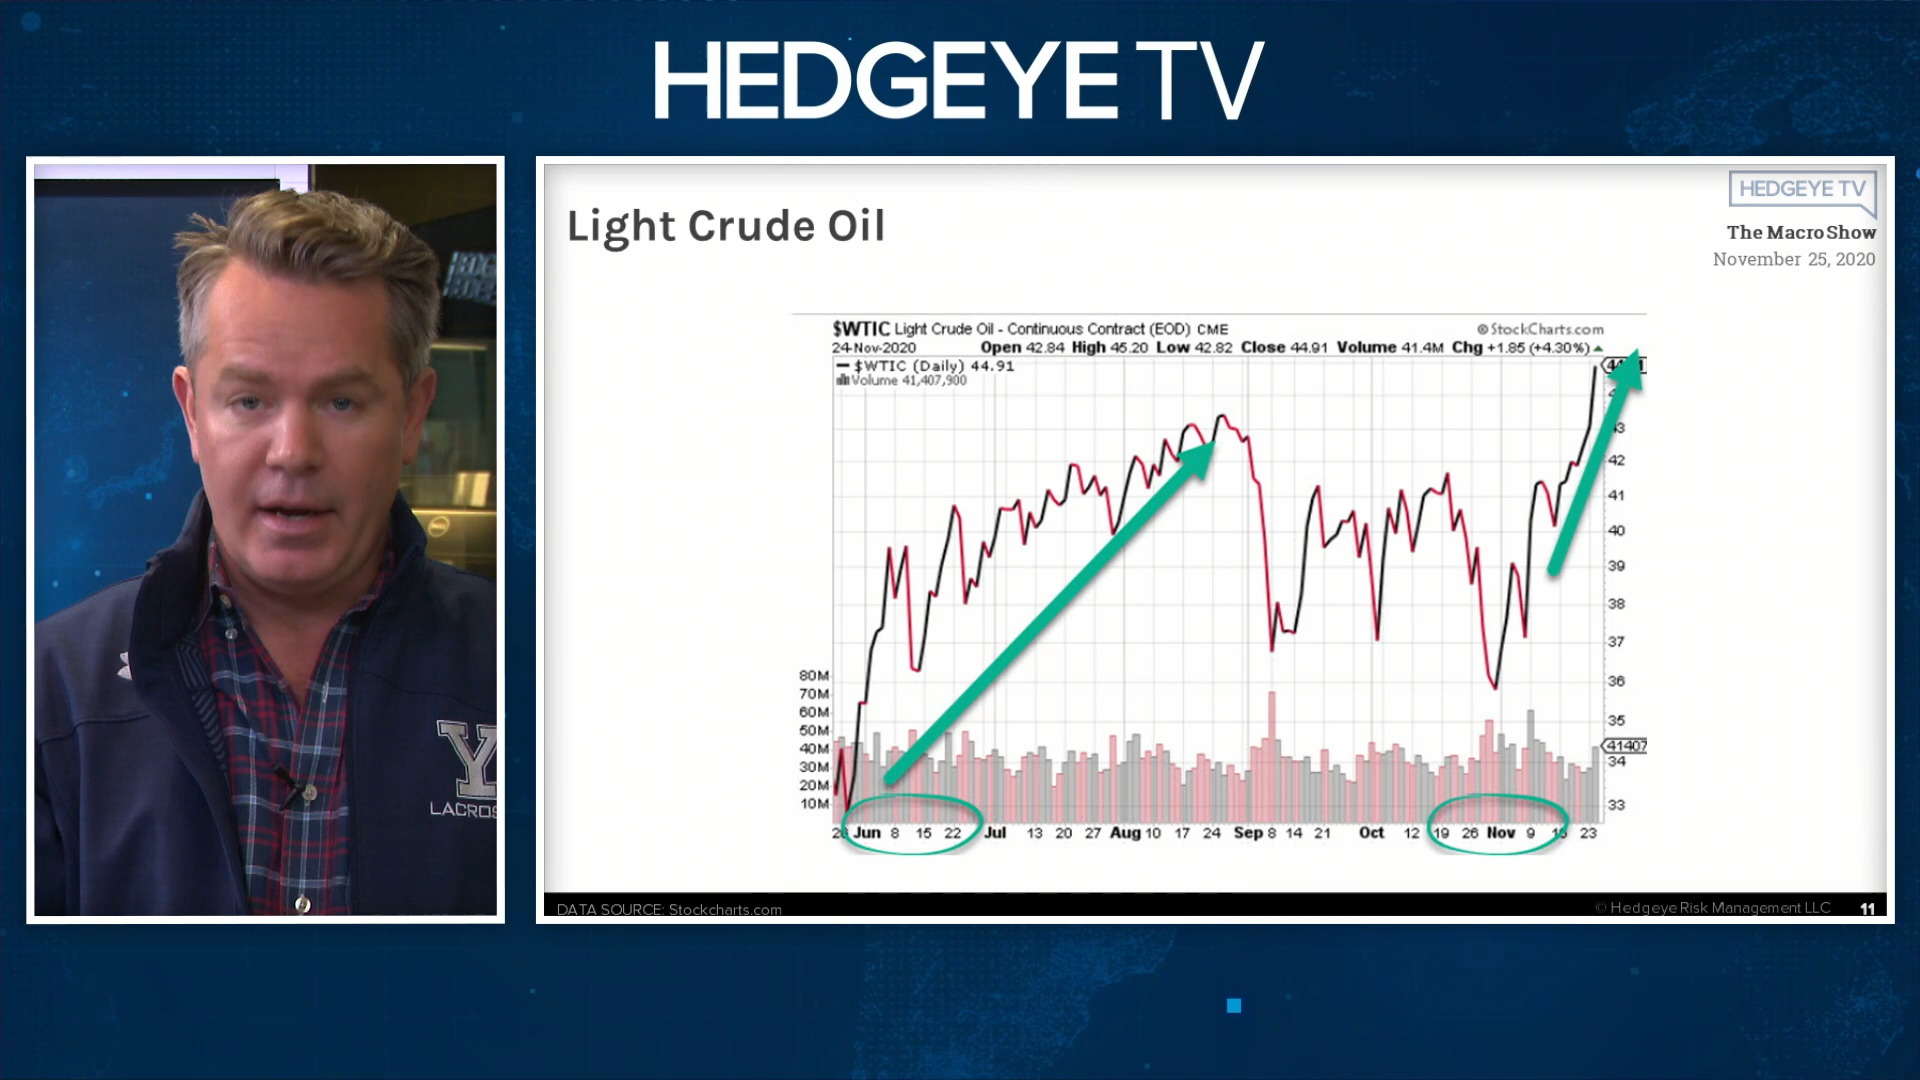 HEDGEYE TV
HEDGEYE TV
Light Crude Oil
The Macro Show
November 25, 2020
$WTIC Light Crude Oil - Continuous Contract (EOD) CME
© StockCharts.com
24-Nov-2020 Open 42.84 High 45.20 Low 42.82 Close 44.91 Volume 41.4M Chg +1.85 (+4.30%)
$WTIC (Daily) 44.91
Volume 41,407,900
42
41
40
39
38
37
36
35
34
33
41407
80M
70M
60M
50M
40M
30M
20M
10M
Jun 8 15 22 Jul 13 20 27 Aug 10 17 24 Sep 8 14 21 Oct 12 19 26 Nov 9 23
Y
DATA SOURCE: Stockcharts.com
© Hedgeye Risk Management LLC 11